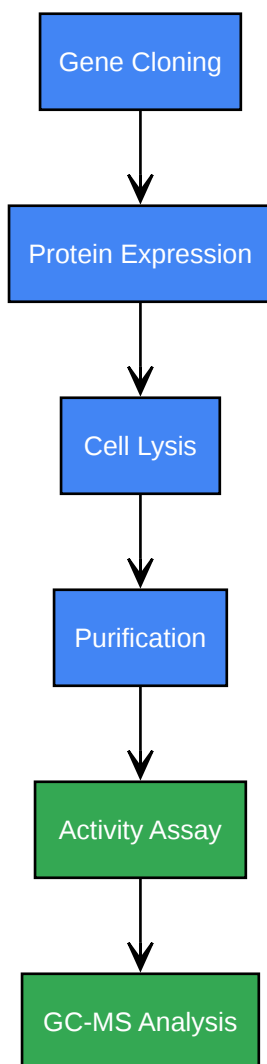 Gene Cloning
Protein Expression
Cell Lysis
Purification
Activity Assay
GC-MS Analysis